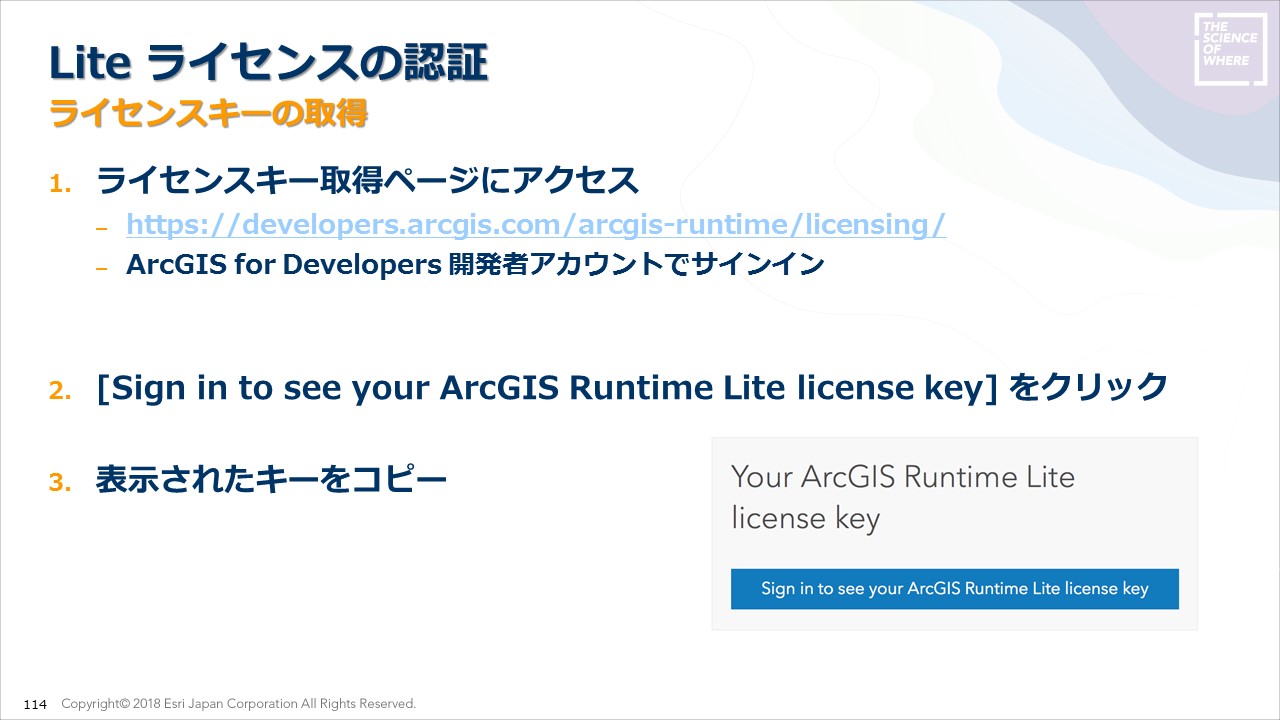 THE
SCIENCE
OF
WHERE
Lite ライセンスの認証
ライセンスキーの取得
1. ライセンスキー取得ページにアクセス
– https://developers.arcgis.com/arcgis-runtime/licensing/
– ArcGIS for Developers 開発者アカウントでサインイン
2. [Sign in to see your ArcGIS Runtime Lite license key] をクリック
3. 表示されたキーをコピー
Your ArcGIS Runtime Lite
license key
Sign in to see your ArcGIS Runtime Lite license key
114 Copyright© 2018 Esri Japan Corporation All Rights Reserved.